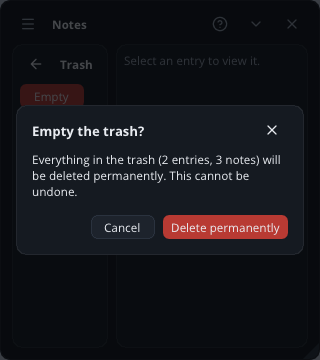 Notes
Trash
Select an entry to view it.
Empty
Empty the trash?
Everything in the trash (2 entries, 3 notes) will
be deleted permanently. This cannot be
undone.
Cancel
Delete permanently